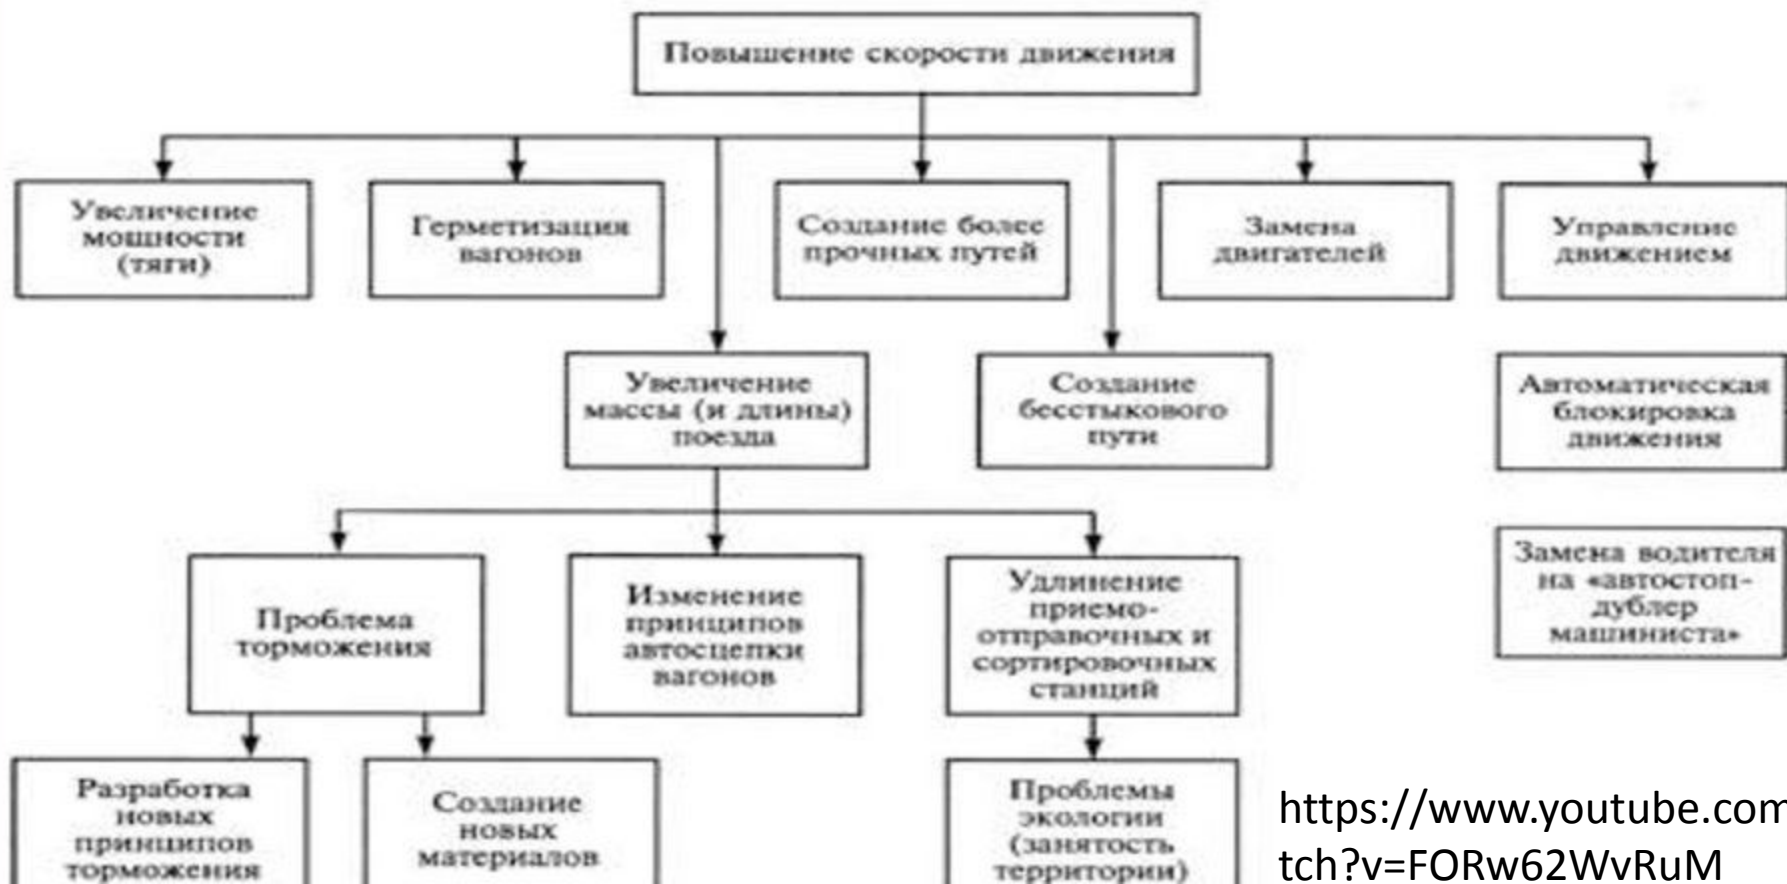 Повышение скорости движения
Увеличение
мощности
(тяги)
Герметизация
вагонов
Создание более
прочных путей
Замена
двигателей
Управление
движением
Увеличение
массы (и длины)
поезда
Создание
бесстыкового
пути
Автоматическая
блокировка
движения
Проблема
торможения
Изменение
принципов
автосцепки
вагонов
Удлинение
приемо-
отправочных и
сортировочных
станций
Замена водителя
на «автостоп-
дублер
машиниста»
Разработка
новых
принципов
торможения
Создание
новых
материалов
Проблемы
экологии
(занятость
территории)
https://www.youtube.com
tch?v=FORw62WvRuM